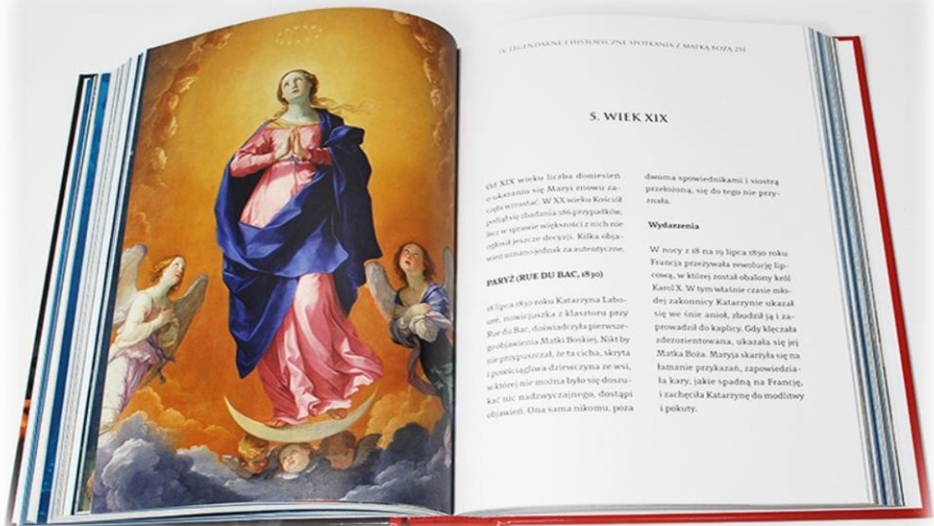 IV. LEGENDARNE I HISTORYCZNE SPOTKANIA Z MATKĄ BOŻĄ 251
5. WIEK XIX
Od XIX wieku liczba doniesień
o ukazaniu się Maryi znowu za-
częła wzrastać. W XX wieku Kościół
podjął się zbadania 386 przypadków,
lecz w sprawie większości z nich nie
ogłosił jeszcze decyzji. Kilka obja-
wień uznano jednak za autentyczne.
PARYŻ (RUE DU BAC, 1830)
18 lipca 1830 roku Katarzyna Labo-
ure, nowicjuszka z klasztoru przy
Rue du Bac, doświadczyła pierwsze-
go objawienia Matki Boskiej. Nikt by
nie przypuszczał, że ta cicha, skryta
i powściągliwa dziewczyna ze wsi,
w której nie można było się doszu-
kać nic nadzwyczajnego, dostąpi
objawień. Ona sama nikomu, poza
dwoma spowiednikami i siostrą
przełożoną, się do tego nie przy-
znała.
Wydarzenia
W nocy z 18 na 19 lipca 1830 roku
Francja przeżywała rewolucję lip-
cową, w której został obalony król
Karol X. W tym właśnie czasie mło-
dej zakonnicy Katarzynie ukazał
się we śnie anioł, zbudził ją i za-
prowadził do kaplicy. Gdy klęczała
zdezorientowana, ukazała się jej
Matka Boża. Maryja skarżyła się na
łamanie przykazań, zapowiedzia-
ła kary, jakie spadną na Francję,
i zachęciła Katarzynę do modlitwy
i pokuty.